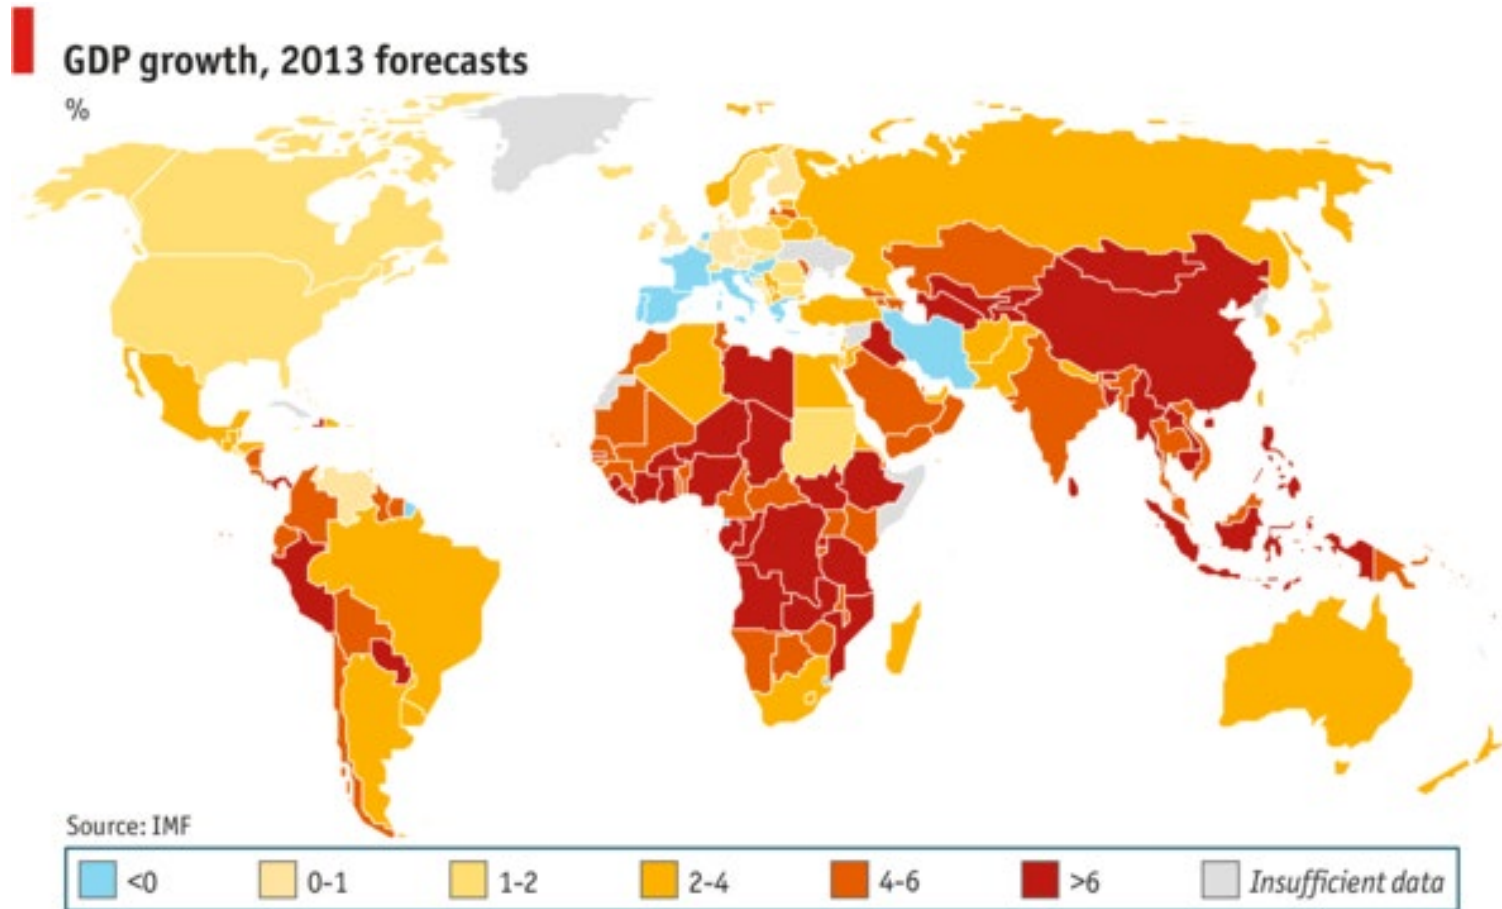 GDP growth, 2013 forecasts
%
Source: IMF
<0 0-1 1-2 2-4 4-6 >6 Insufficient data